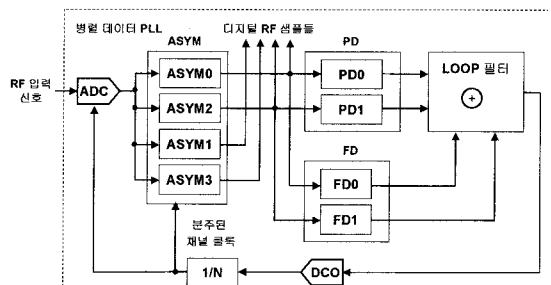 병렬 데이터 PLL
ASYM
디지털 RF 샘플들
PD
RF 입력
신호
ADC
ASYM0
ASYM2
ASYM1
ASYM3
PD0
PD1
LOOP 필터
+
FD
FD0
FD1
분주된
채널 클록
1/N
DCO